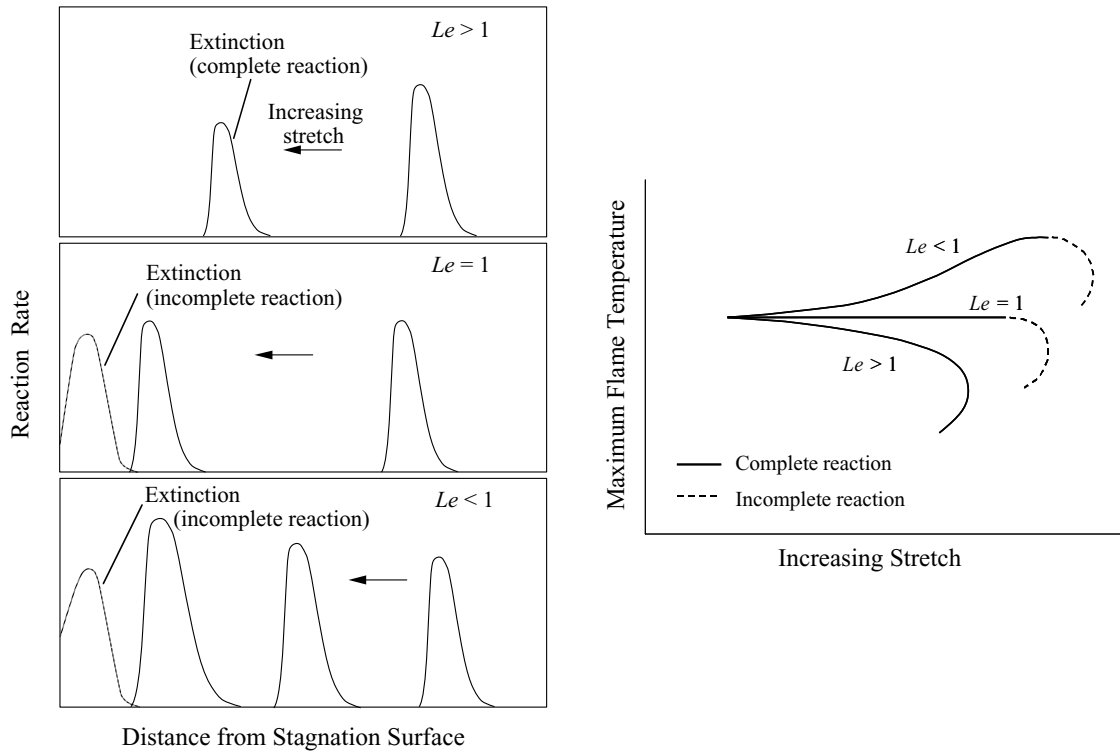 Le > 1
Extinction
(complete reaction)
Increasing
stretch
Le = 1
Extinction
(incomplete reaction)
Le < 1
Extinction
(incomplete reaction)
Reaction Rate
Distance from Stagnation Surface
Maximum Flame Temperature
Le < 1
Le = 1
Le > 1
Complete reaction
Incomplete reaction
Increasing Stretch